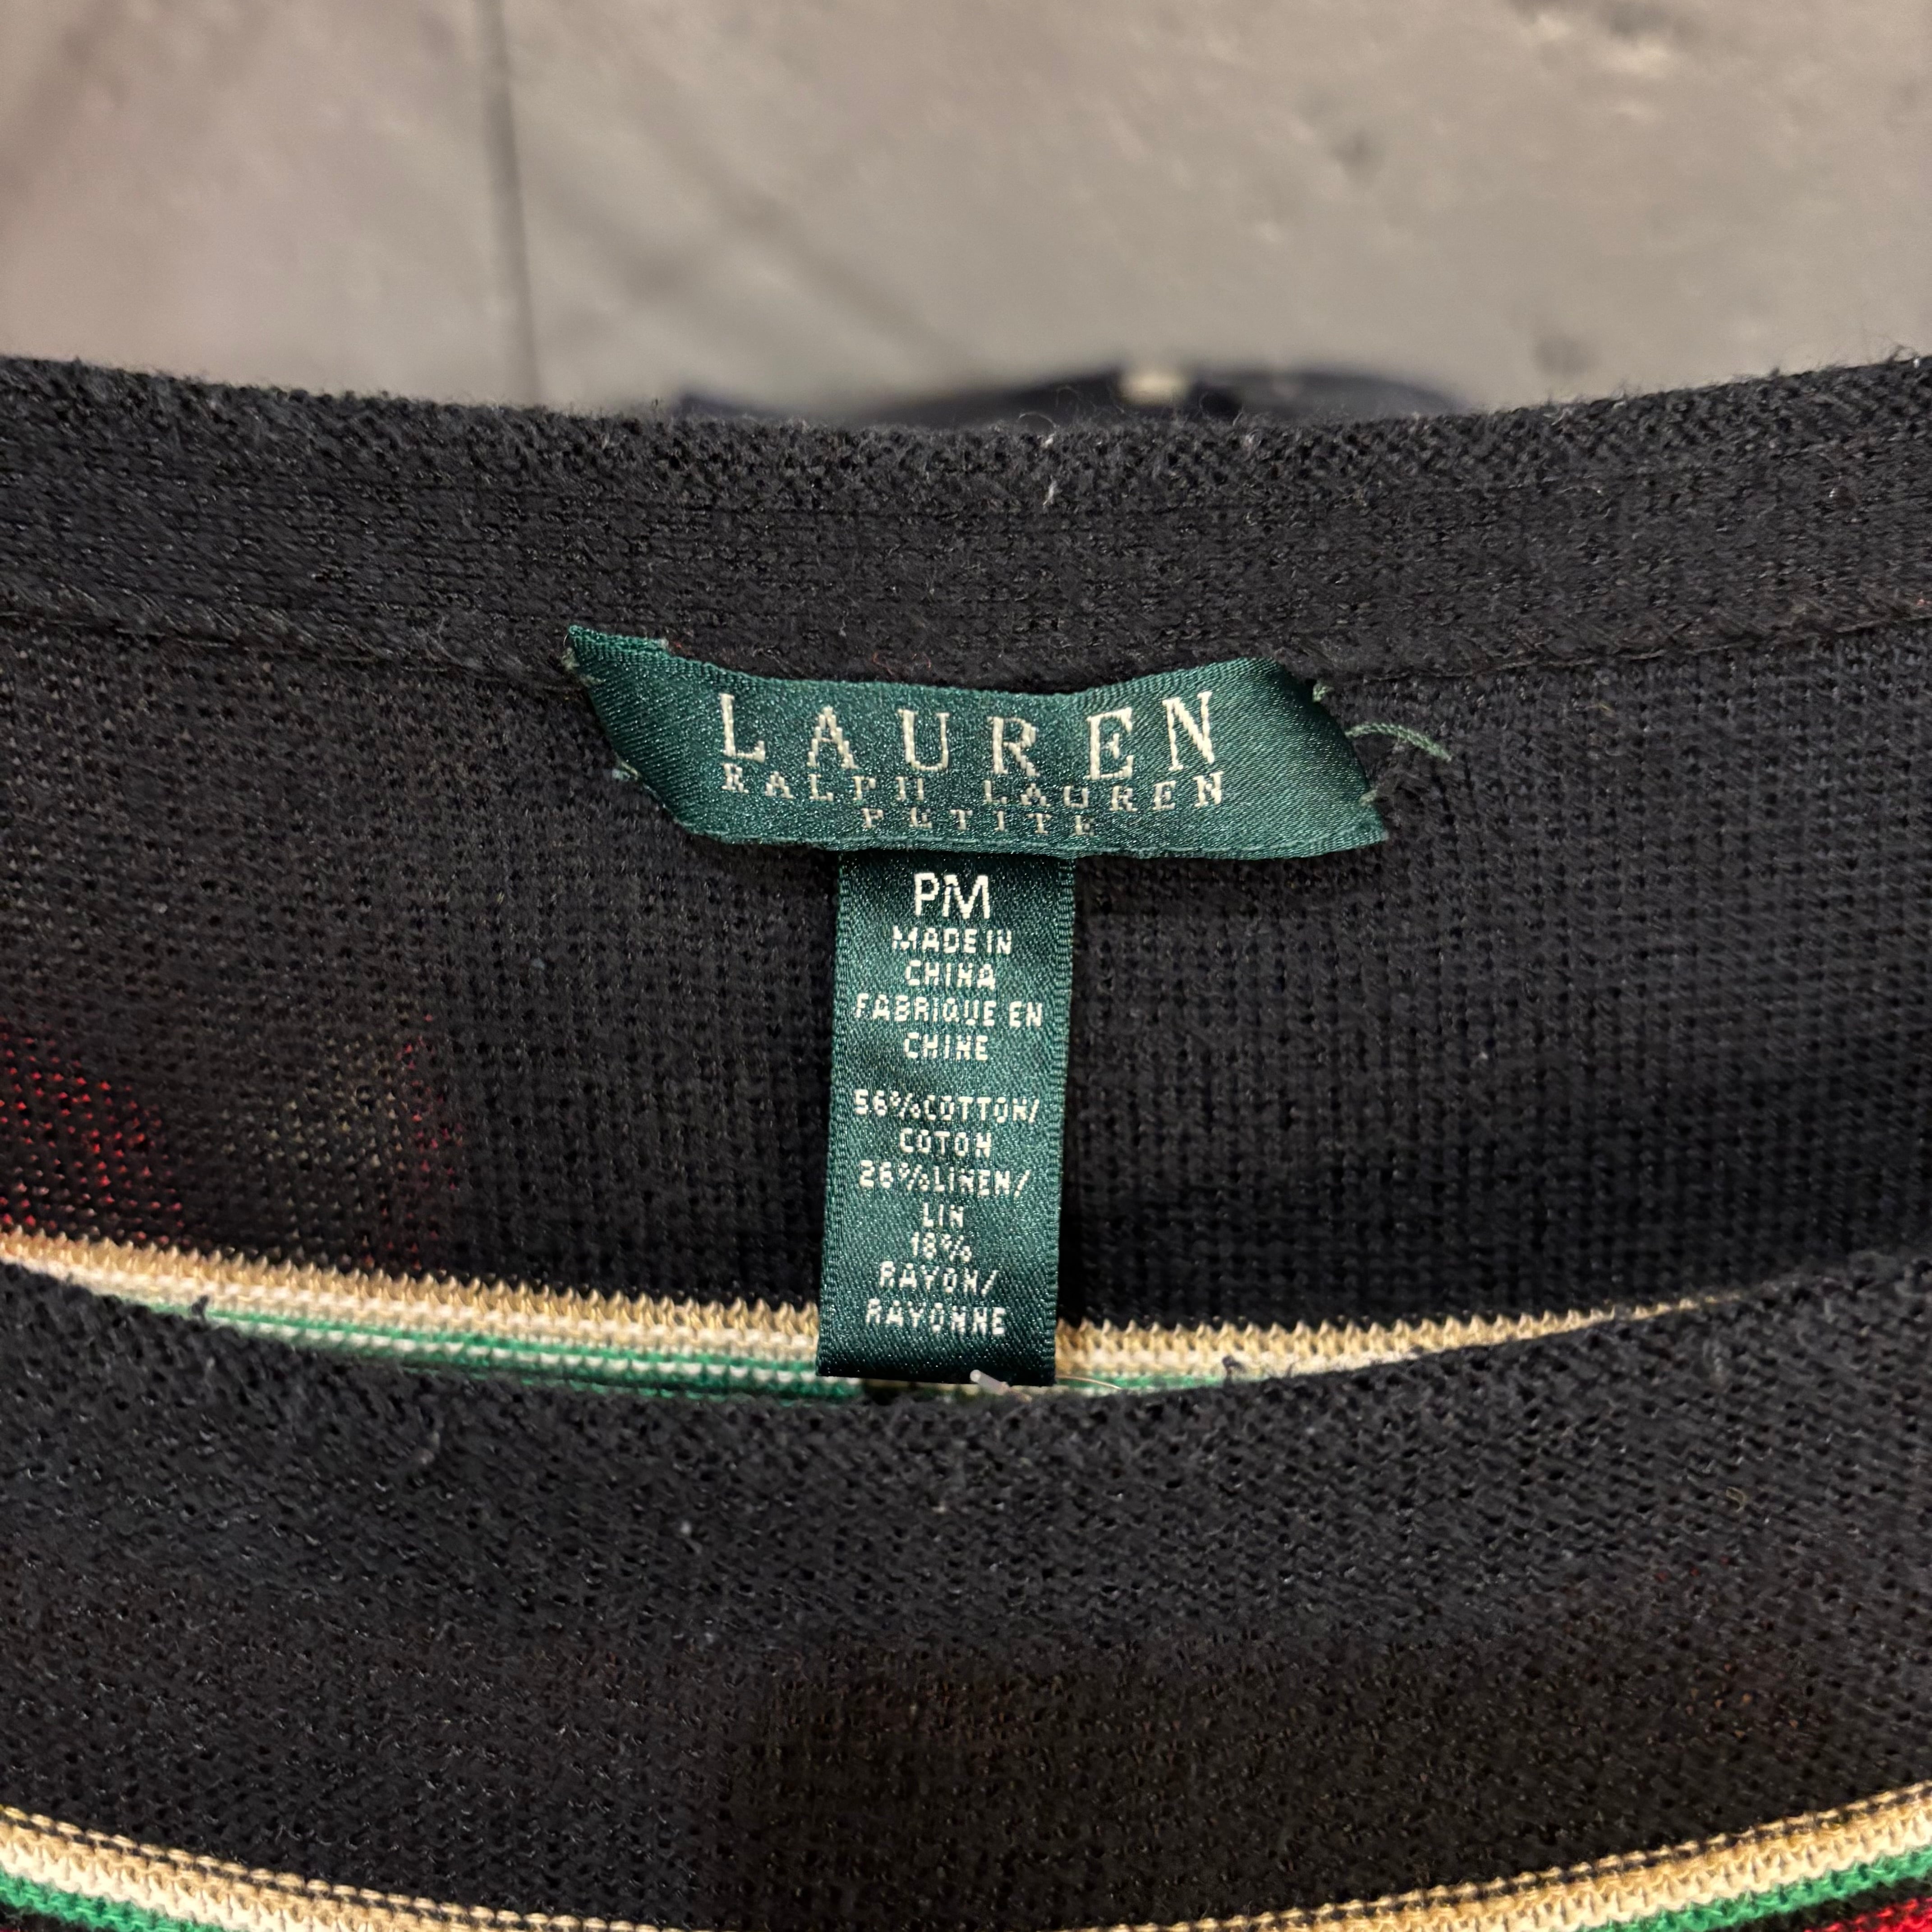 LAUREN
RALPH LAUREN
PETITE
PM
MADE IN
CHINA
FABRIQUE EN
CHINE
56%COTTON/
COTON
26%LINEN/
LIN
18%
RAYON/
RAYONNE